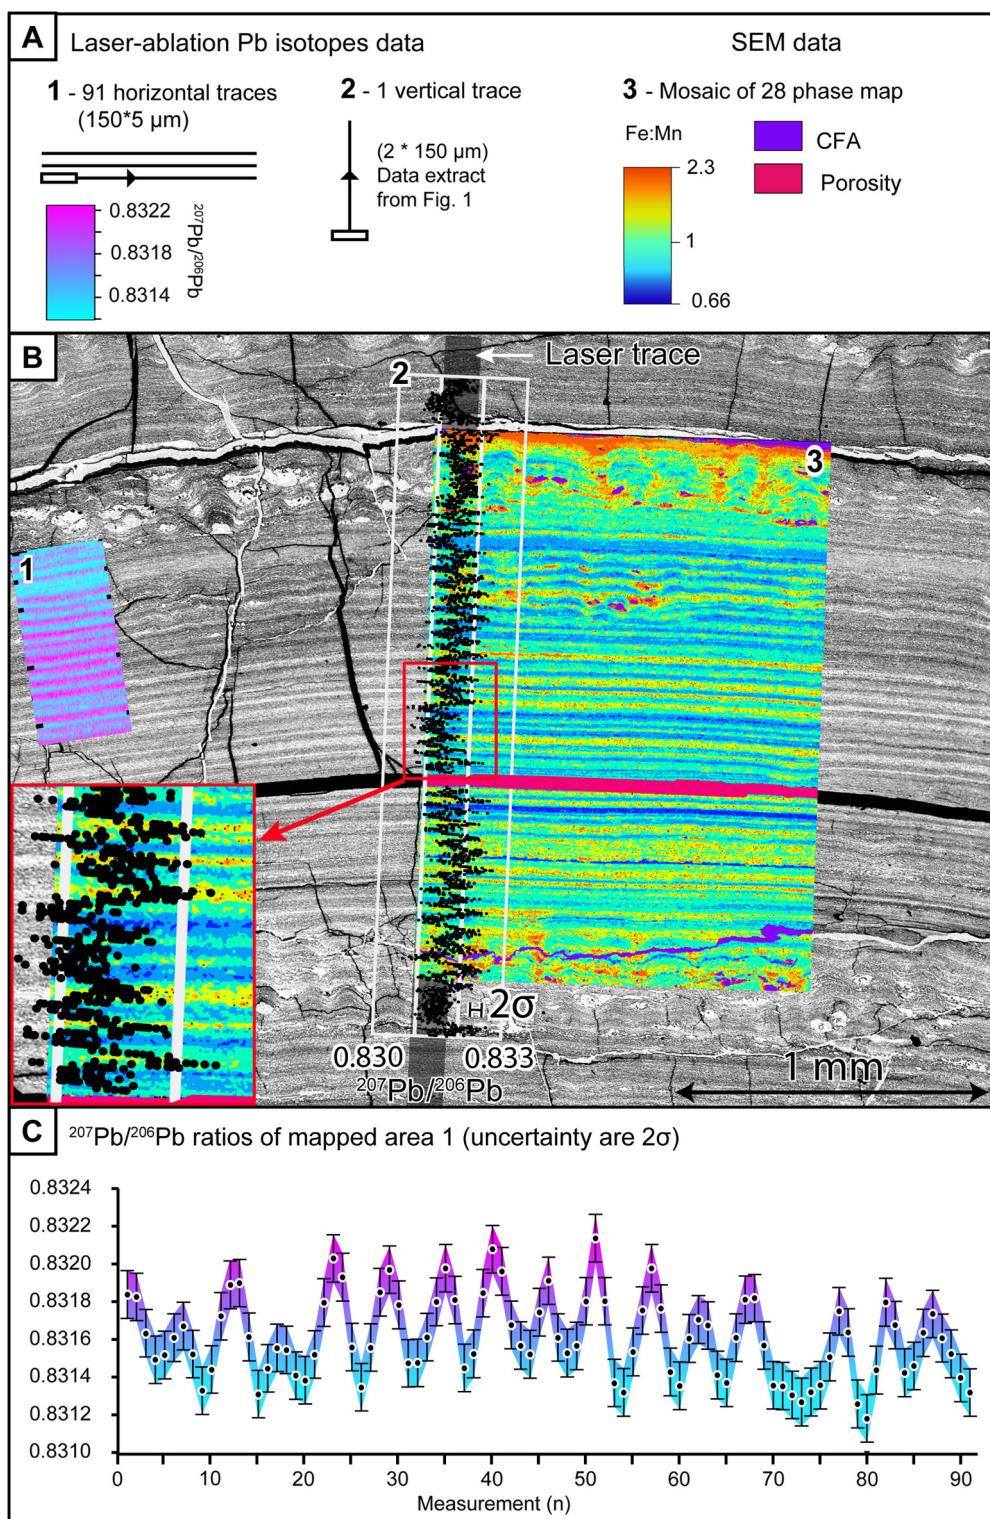 A
Laser-ablation Pb isotopes data
SEM data
1 - 91 horizontal traces
(150*5 µm)
0.8322
0.8318
0.8314
²⁰⁷Pb/²⁰⁶Pb
2 - 1 vertical trace
(2 * 150 µm)
Data extract
from Fig. 1
3 - Mosaic of 28 phase map
Fe:Mn
2.3
1
0.66
CFA
Porosity
B
Laser trace
2
3
1
2σ
0.830
0.833
²⁰⁷Pb/²⁰⁶Pb
1 mm
C
²⁰⁷Pb/²⁰⁶Pb ratios of mapped area 1 (uncertainty are 2σ)
0.8324
0.8322
0.8320
0.8318
0.8316
0.8314
0.8312
0.8310
0 10 20 30 40 50 60 70 80 90
Measurement (n)